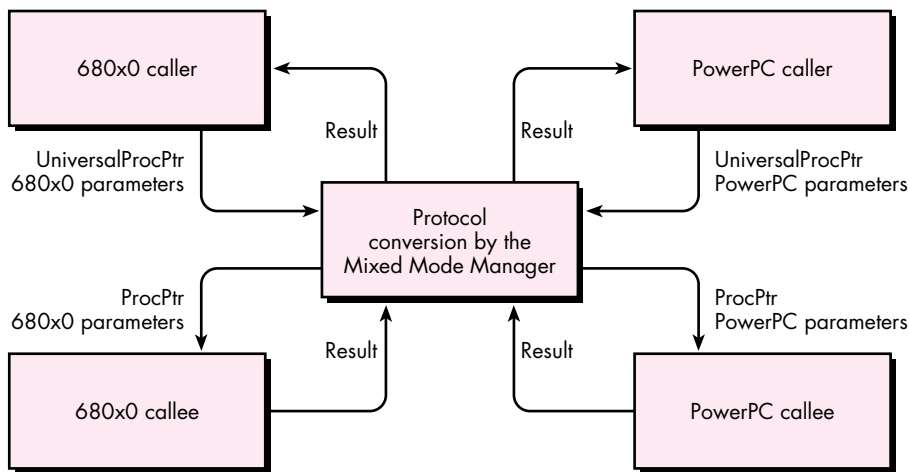 680x0 caller
PowerPC caller
Result
Result
UniversalProcPtr
680x0 parameters
UniversalProcPtr
PowerPC parameters
Protocol
conversion by the
Mixed Mode Manager
ProcPtr
680x0 parameters
ProcPtr
PowerPC parameters
Result
Result
680x0 callee
PowerPC callee